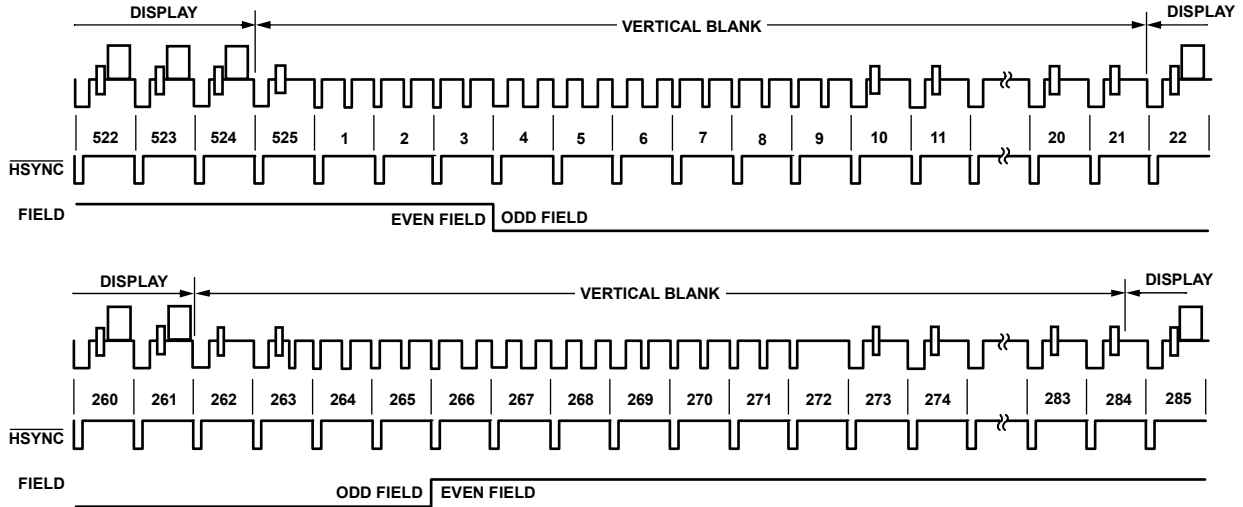 DISPLAY VERTICAL BLANK DISPLAY
522 523 524 525 1 2 3 4 5 6 7 8 9 10 11 20 21 22
HSYNC
FIELD EVEN FIELD ODD FIELD
DISPLAY VERTICAL BLANK DISPLAY
260 261 262 263 264 265 266 267 268 269 270 271 272 273 274 283 284 285
HSYNC
FIELD ODD FIELD EVEN FIELD